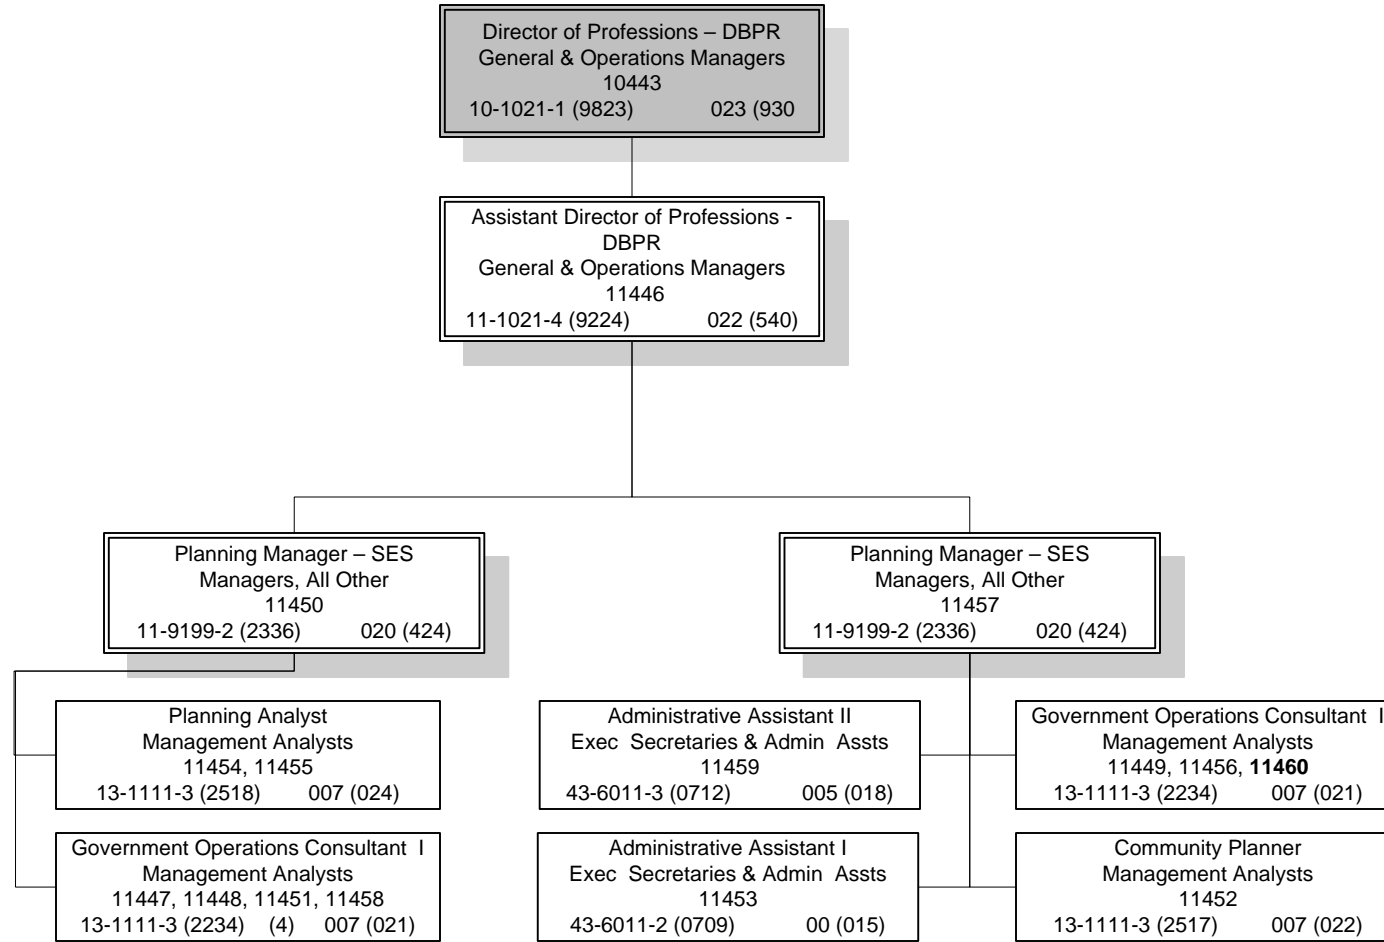 Director of Professions – DBPR
General & Operations Managers
10443
10-1021-1 (9823) 023 (930
Assistant Director of Professions -
DBPR
General & Operations Managers
11446
11-1021-4 (9224) 022 (540)
Planning Manager – SES
Managers, All Other
11450
11-9199-2 (2336) 020 (424)
Planning Manager – SES
Managers, All Other
11457
11-9199-2 (2336) 020 (424)
Planning Analyst
Management Analysts
11454, 11455
13-1111-3 (2518) 007 (024)
Administrative Assistant II
Exec Secretaries & Admin Assts
11459
43-6011-3 (0712) 005 (018)
Government Operations Consultant I
Management Analysts
11449, 11456, 11460
13-1111-3 (2234) 007 (021)
Government Operations Consultant I
Management Analysts
11447, 11448, 11451, 11458
13-1111-3 (2234) (4) 007 (021)
Administrative Assistant I
Exec Secretaries & Admin Assts
11453
43-6011-2 (0709) 00 (015)
Community Planner
Management Analysts
11452
13-1111-3 (2517) 007 (022)